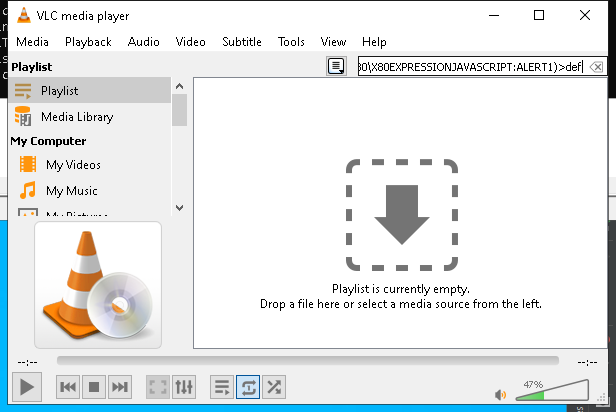 VLC media player
Media Playback Audio Video Subtitle Tools View Help
Playlist
80\X80EXPRESSIONJAVASCRIPT:ALERT1)>def
Playlist
Media Library
My Computer
My Videos
My Music
My Pictures
Playlist is currently empty.
Drop a file here or select a media source from the left.
--:-- --:--
47%